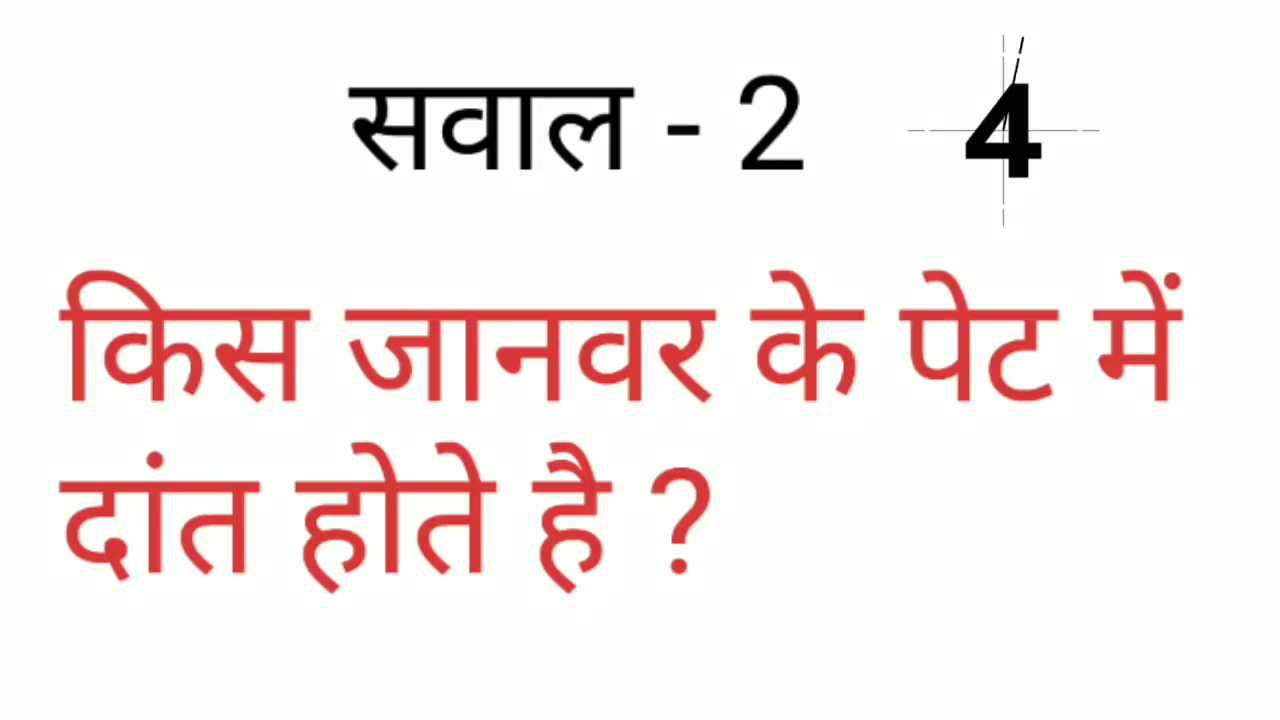 सवाल - 2 4
किस जानवर के पेट में
दांत होते है ?